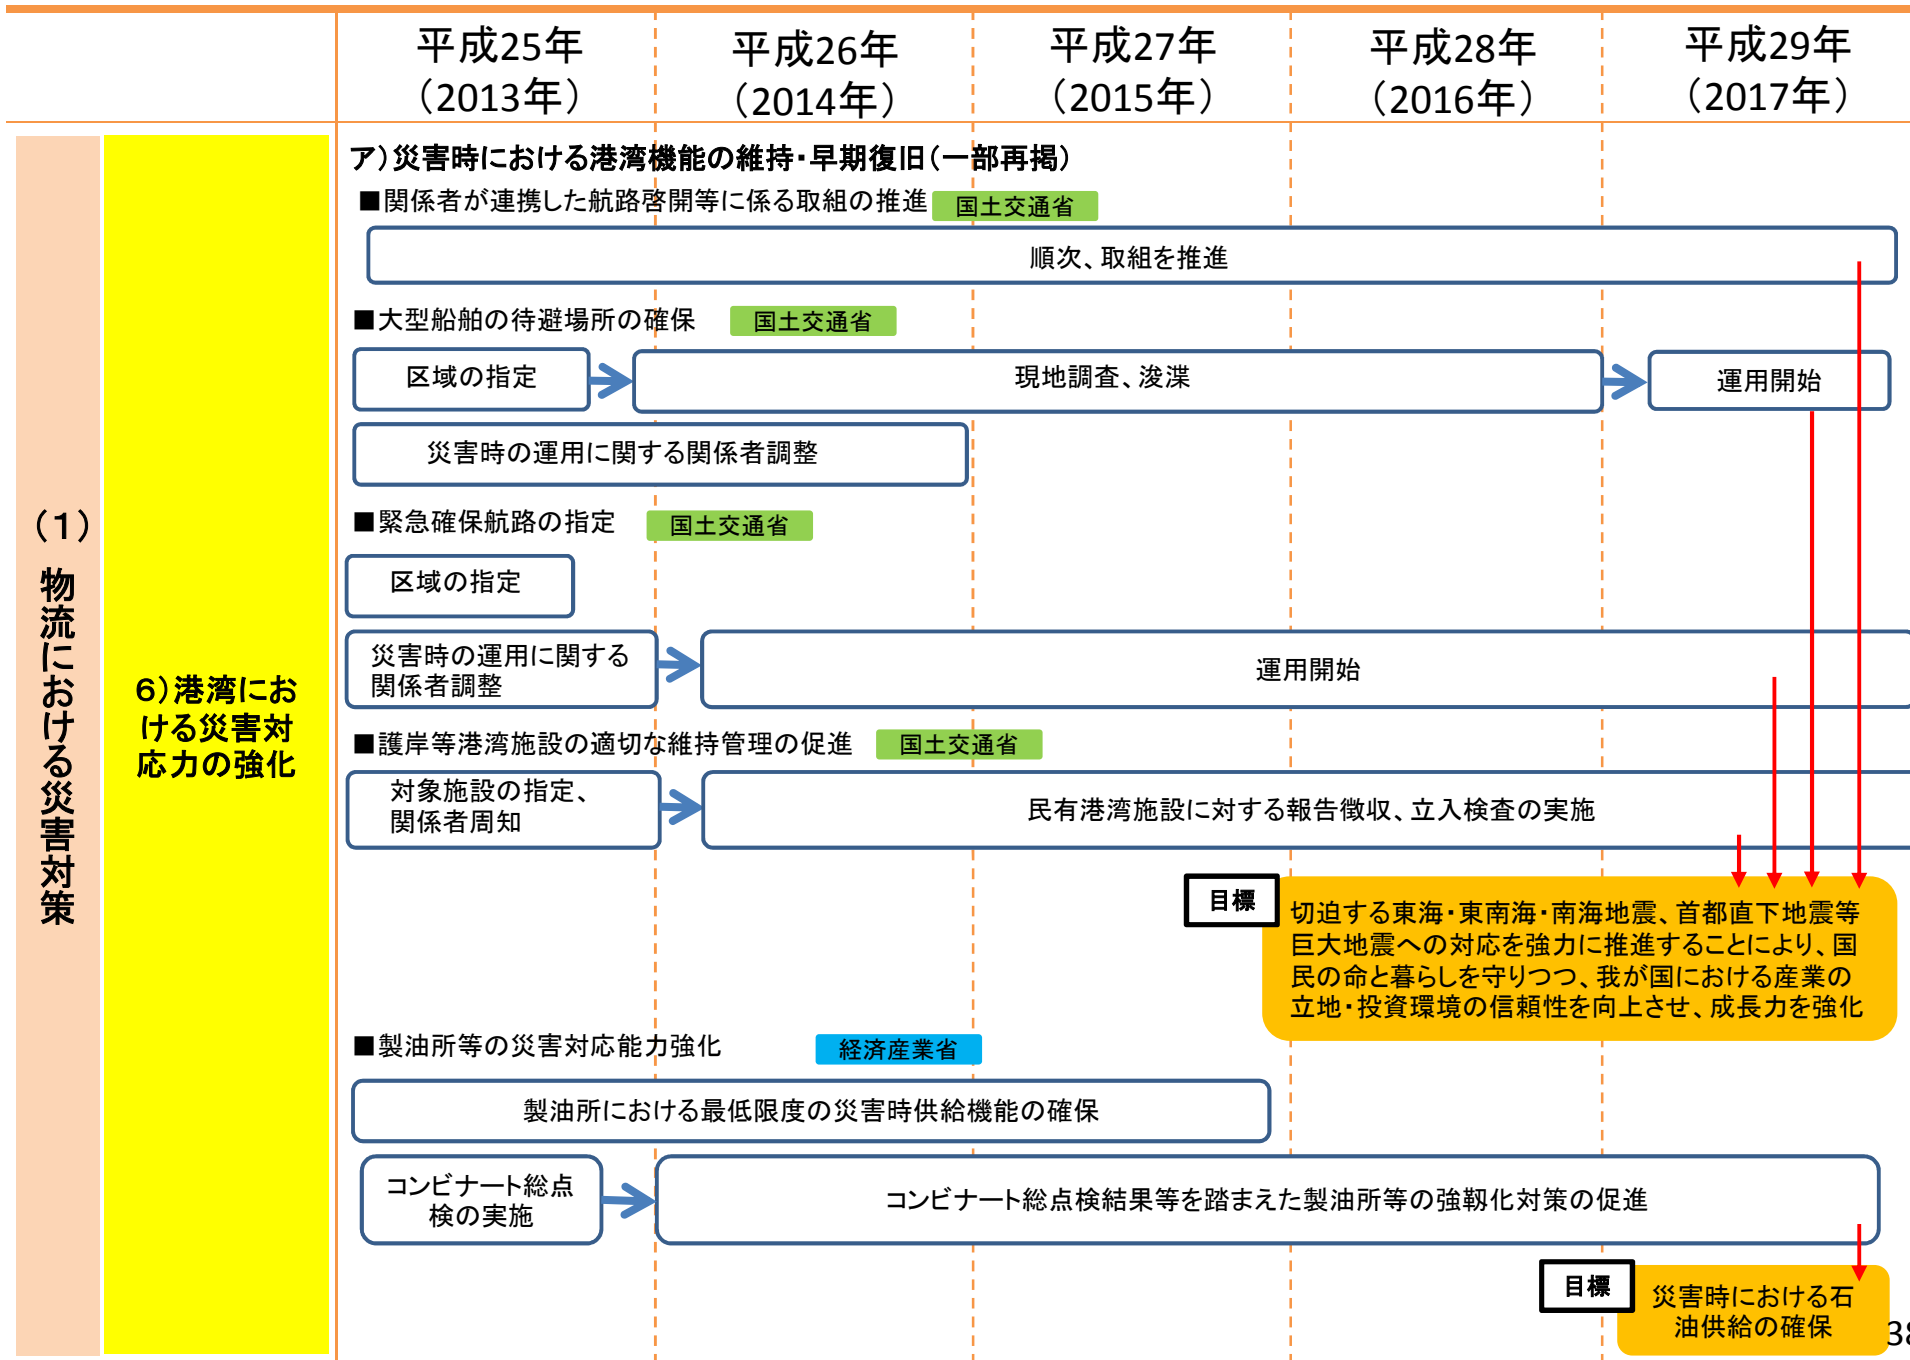 平成25年
（2013年）
平成26年
（2014年）
平成27年
（2015年）
平成28年
（2016年）
平成29年
（2017年）
（１）物流における災害対策
６）港湾にお
ける災害対
応力の強化
ア）災害時における港湾機能の維持・早期復旧（一部再掲）
■関係者が連携した航路啓開等に係る取組の推進
国土交通省
順次、取組を推進
■大型船舶の待避場所の確保
国土交通省
区域の指定
現地調査、浚渫
運用開始
災害時の運用に関する関係者調整
■緊急確保航路の指定
国土交通省
区域の指定
災害時の運用に関する
関係者調整
運用開始
■護岸等港湾施設の適切な維持管理の促進
国土交通省
対象施設の指定、
関係者周知
民有港湾施設に対する報告徴収、立入検査の実施
目標
切迫する東海・東南海・南海地震、首都直下地震等
巨大地震への対応を強力に推進することにより、国
民の命と暮らしを守りつつ、我が国における産業の
立地・投資環境の信頼性を向上させ、成長力を強化
■製油所等の災害対応能力強化
経済産業省
製油所における最低限度の災害時供給機能の確保
コンビナート総点
検の実施
コンビナート総点検結果等を踏まえた製油所等の強靱化対策の促進
目標
災害時における石
油供給の確保
38